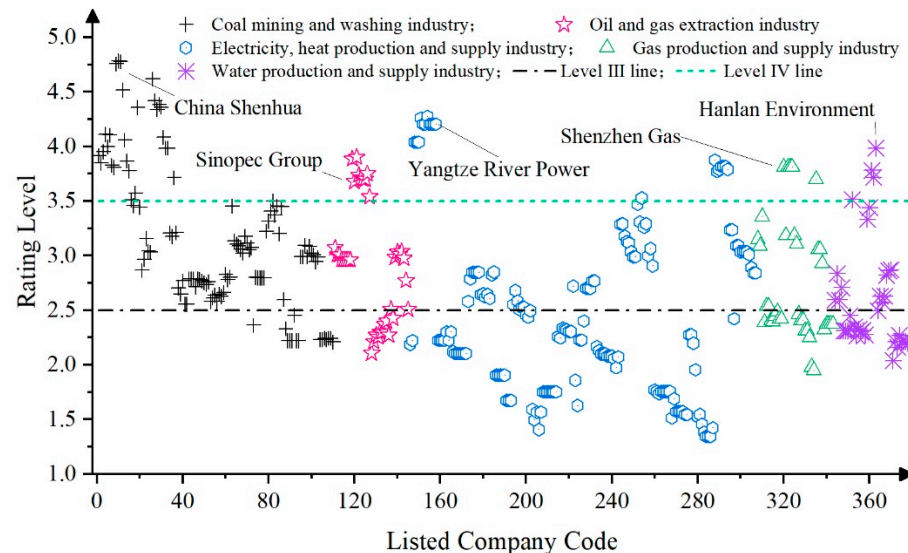 Coal mining and washing industry; Oil and gas extraction industry
Electricity, heat production and supply industry; Gas production and supply industry
Water production and supply industry; Level III line Level IV line
China Shenhua
Sinopec Group
Yangtze River Power
Shenzhen Gas
Hanlan Environment
Rating Level
5.0
4.5
4.0
3.5
3.0
2.5
2.0
1.5
1.0
0 40 80 120 160 200 240 280 320 360
Listed Company Code